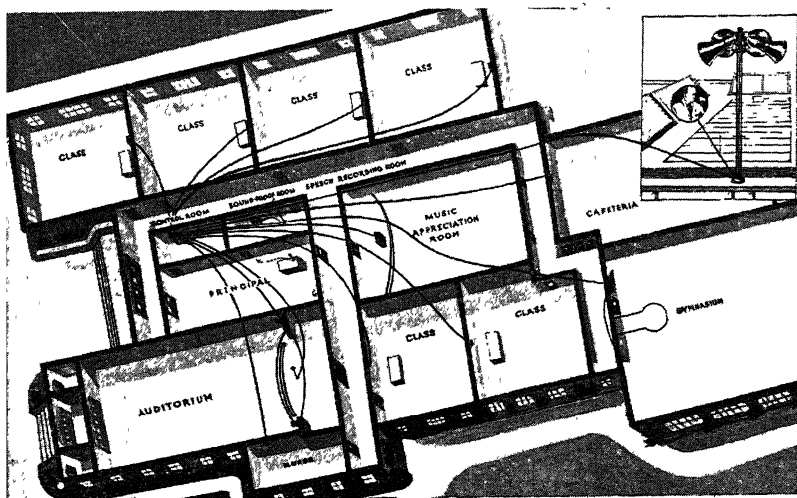 CLASS
CLASS
CLASS
CLASS
CONTROL ROOM
SOUND-PROOF ROOM
SPEECH RECORDING ROOM
MUSIC
APPRECIATION
ROOM
CAFETERIA
PRINCIPAL
CLASS
CLASS
GYMNASIUM
AUDITORIUM